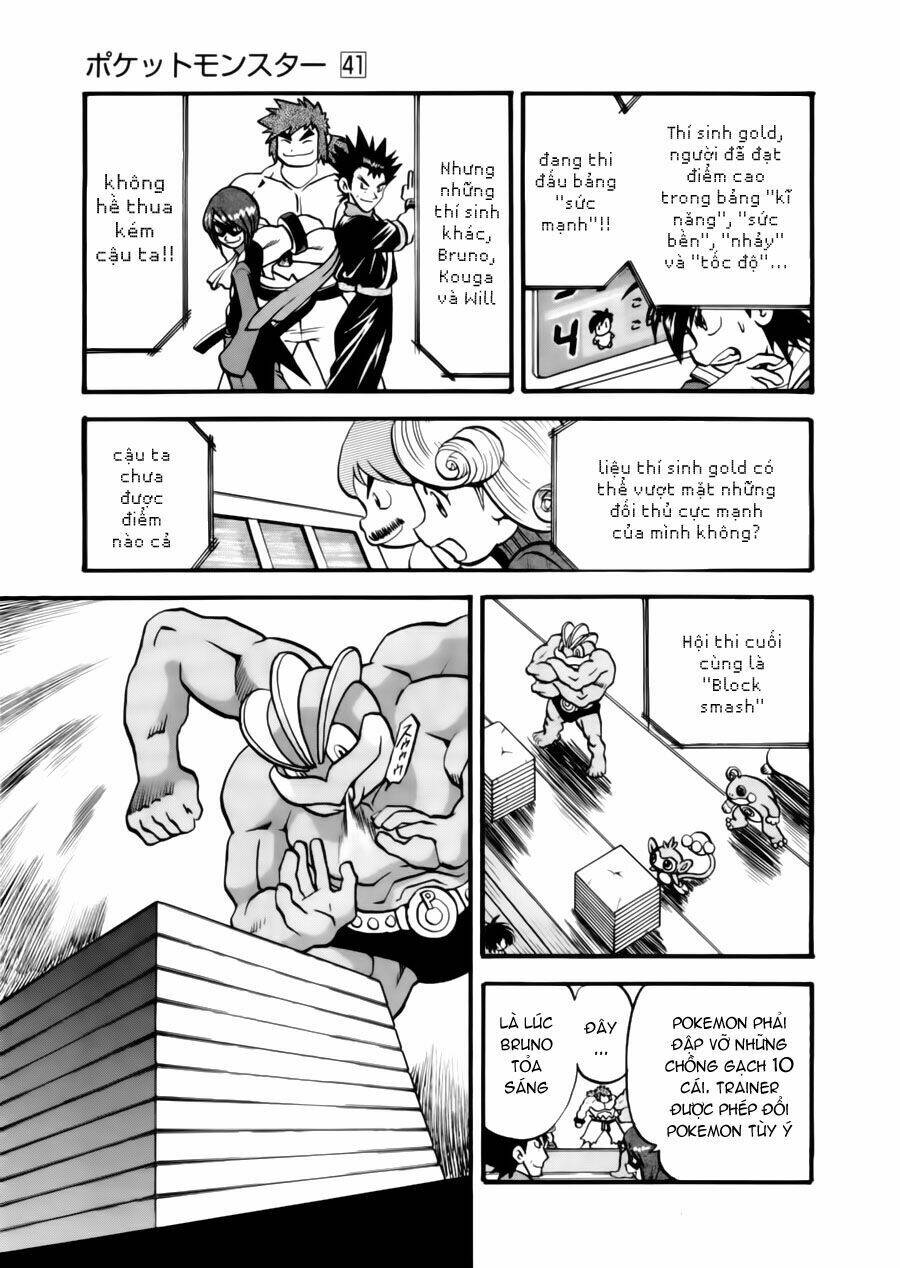 ポケットモンスター 41
Thí sinh gold,
người đã đạt
điểm cao
trong bảng "kĩ
năng", "sức
bền", "nhảy"
và "tốc độ"...
đang thi
đấu bảng
"sức
mạnh"!!
4
Nhưng
những
thí sinh
khác,
Bruno,
Kouga
và Will
không
hề thua
kém
cậu ta!!
liệu thí sinh gold có
thể vượt mặt những
đối thủ cực mạnh
của mình không?
cậu ta
chưa
được
điểm
nào cả
Hội thi cuối
cùng là
"Block
smash"
POKEMON PHẢI
ĐẬP VỠ NHỮNG
CHỒNG GẠCH 10
CÁI. TRAINER
ĐƯỢC PHÉP ĐỔI
POKEMON TÙY Ý
ĐÂY
...
LÀ LÚC
BRUNO
TỎA
SÁNG
P